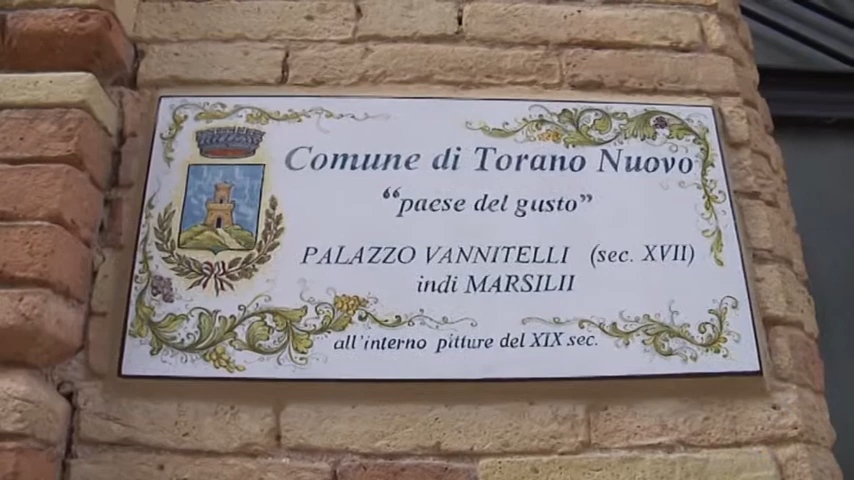 Comune di Torano Nuovo
“paese del gusto”
PALAZZO VANNITELLI (sec. XVII)
indi MARSILII
all'interno pitture del XIX sec.